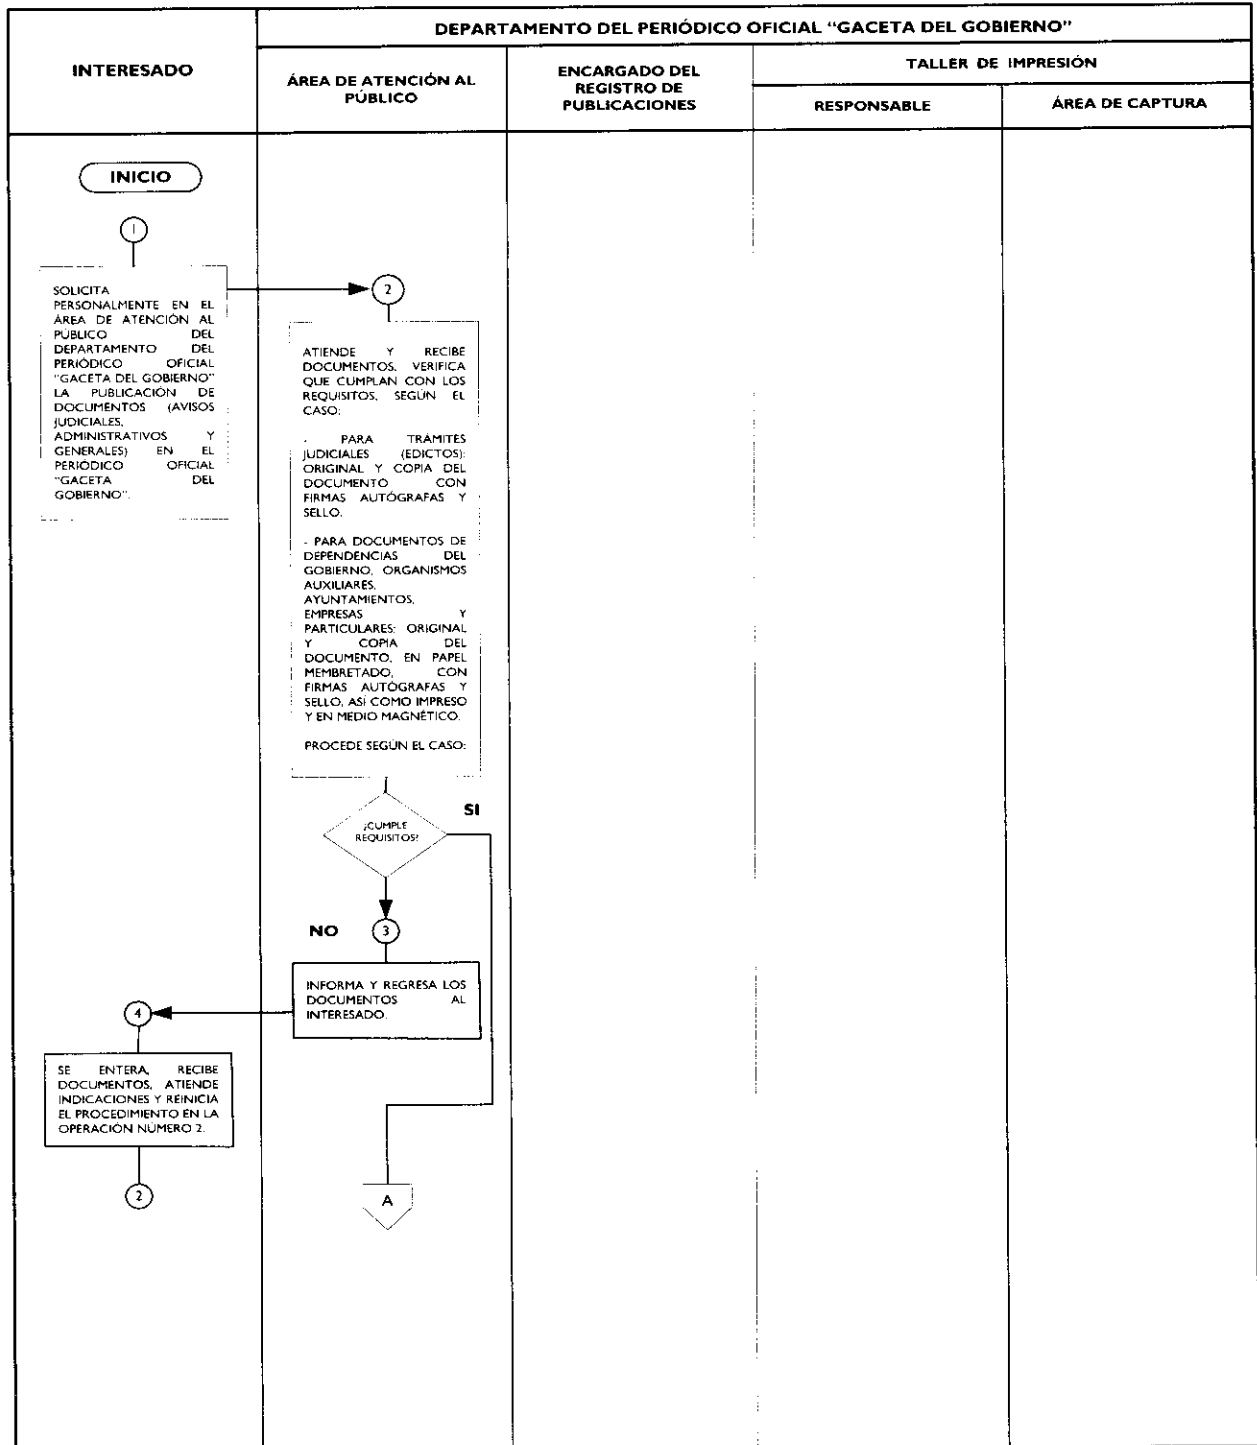 DEPARTAMENTO DEL PERIÓDICO OFICIAL “GACETA DEL GOBIERNO”
INTERESADO
ÁREA DE ATENCIÓN AL
PÚBLICO
ENCARGADO DEL
REGISTRO DE
PUBLICACIONES
TALLER DE IMPRESIÓN
RESPONSABLE
ÁREA DE CAPTURA
INICIO
1
SOLICITA
PERSONALMENTE EN EL
ÁREA DE ATENCIÓN AL
PÚBLICO DEL
DEPARTAMENTO DEL
PERIÓDICO OFICIAL
“GACETA DEL GOBIERNO”
LA PUBLICACIÓN DE
DOCUMENTOS (AVISOS
JUDICIALES,
ADMINISTRATIVOS Y
GENERALES) EN EL
PERIÓDICO OFICIAL
“GACETA DEL
GOBIERNO”.
2
ATIENDE Y RECIBE
DOCUMENTOS, VERIFICA
QUE CUMPLAN CON LOS
REQUISITOS, SEGÚN EL
CASO:
- PARA TRÁMITES
JUDICIALES (EDICTOS):
ORIGINAL Y COPIA DEL
DOCUMENTO CON
FIRMAS AUTÓGRAFAS Y
SELLO.
- PARA DOCUMENTOS DE
DEPENDENCIAS DEL
GOBIERNO, ORGANISMOS
AUXILIARES,
AYUNTAMIENTOS,
EMPRESAS Y
PARTICULARES: ORIGINAL
Y COPIA DEL
DOCUMENTO, EN PAPEL
MEMBRETADO, CON
FIRMAS AUTÓGRAFAS Y
SELLO, ASÍ COMO IMPRESO
Y EN MEDIO MAGNÉTICO.
PROCEDE SEGÚN EL CASO:
SI
¿CUMPLE
REQUISITOS?
NO
3
INFORMA Y REGRESA LOS
DOCUMENTOS AL
INTERESADO.
4
SE ENTERA, RECIBE
DOCUMENTOS, ATIENDE
INDICACIONES Y REINICIA
EL PROCEDIMIENTO EN LA
OPERACIÓN NÚMERO 2.
2
A